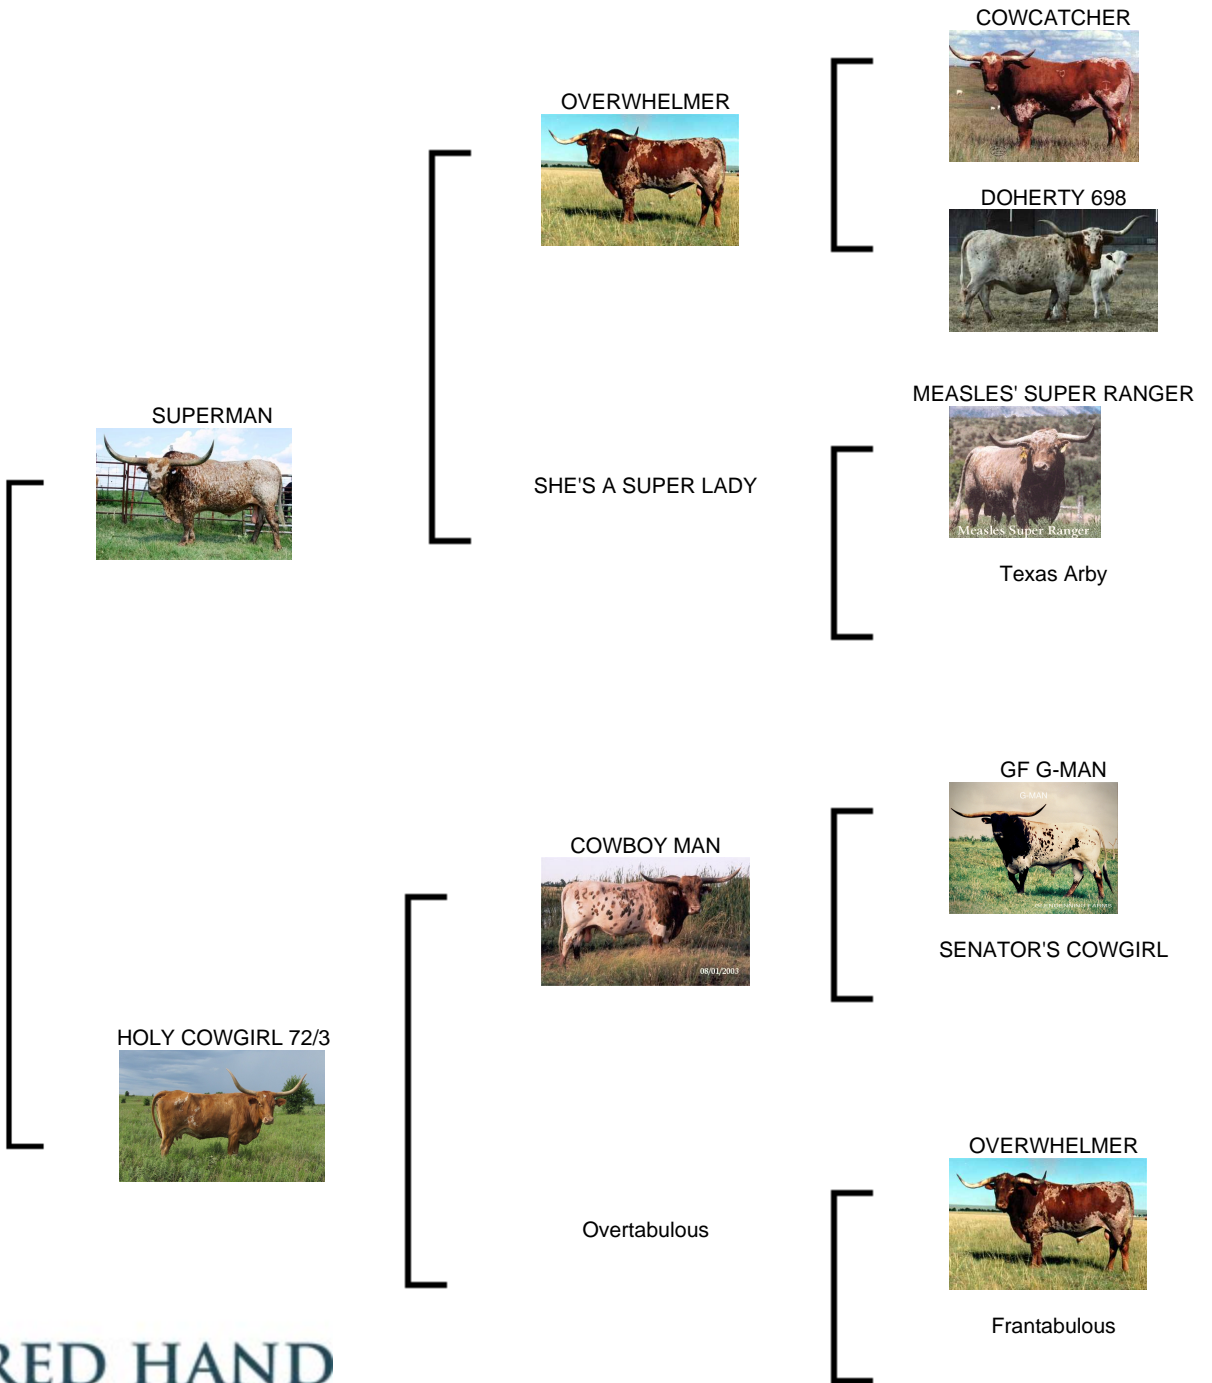 COWCATCHER
OVERWHELMER
DOHERTY 698
MEASLES' SUPER RANGER
SUPERMAN
SHE'S A SUPER LADY
Measles Super Ranger
Texas Arby
GF G-MAN
G-MAN
COWBOY MAN
SENATOR'S COWGIRL
08/01/2003
HOLY COWGIRL 72/3
OVERWHELMER
Overtabulous
Frantabulous
RED HAND